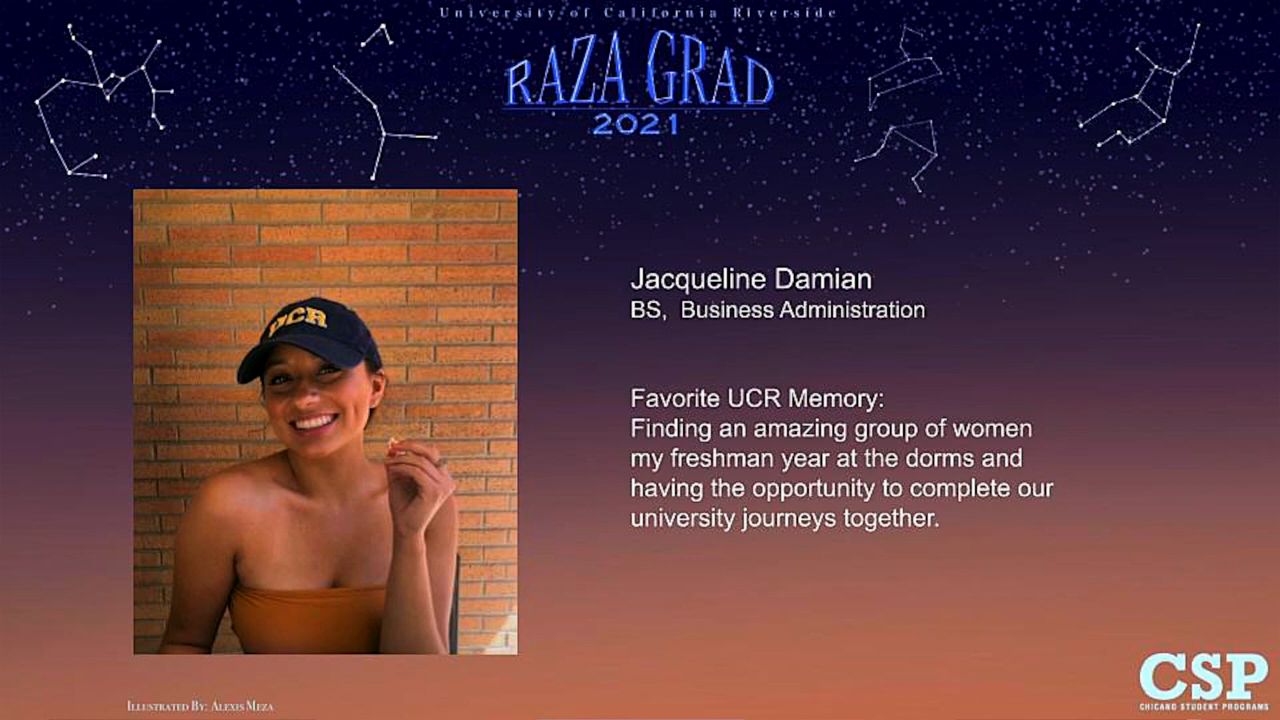 University of California Riverside
RAZA GRAD
2021
UCR
Jacqueline Damian
BS, Business Administration
Favorite UCR Memory:
Finding an amazing group of women
my freshman year at the dorms and
having the opportunity to complete our
university journeys together.
CSP
CHICANO STUDENT PROGRAMS
ILLUSTRATED BY: ALEXIS MEZA